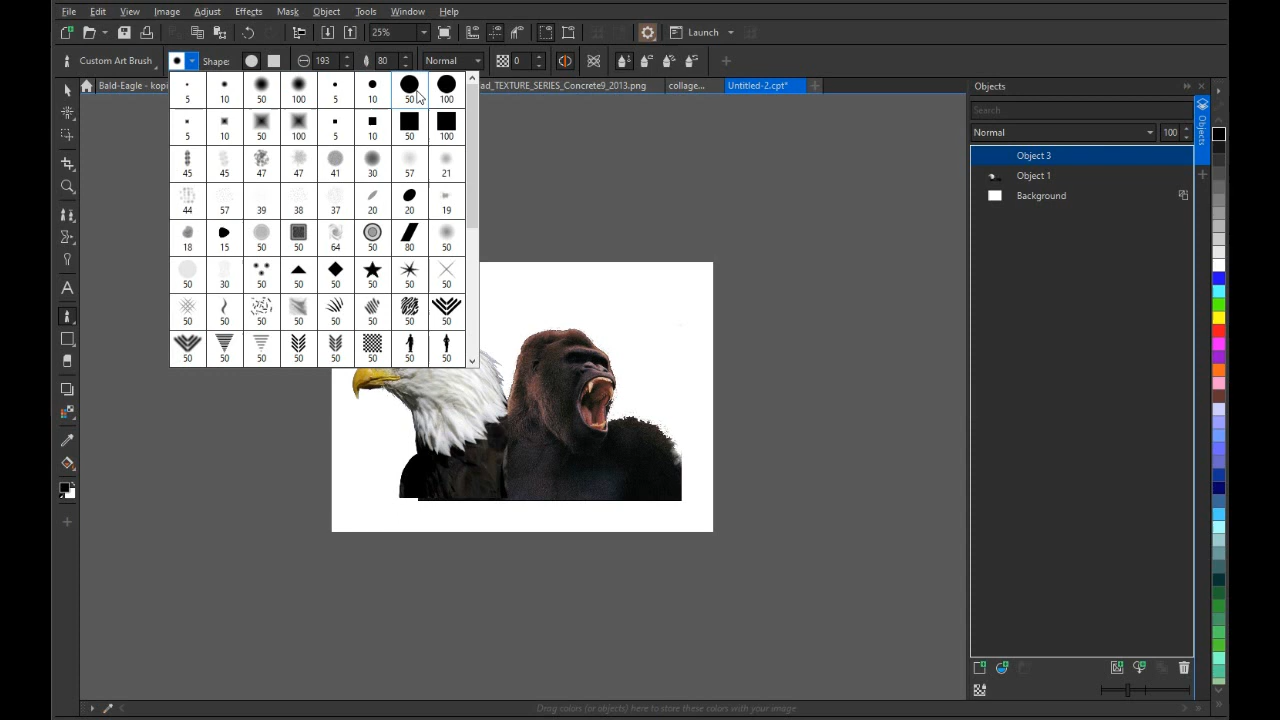 File Edit View Image Adjust Effects Mask Object Tools Window Help
25% Launch
Custom Art Brush Shape: 193 80 Normal 0
Bald-Eagle - kopi ad_TEXTURE_SERIES_Concrete9_2013.png collage... Untitled-2.cpt*
5 10 50 100 5 10 50 100
5 10 50 100 5 10 50 100
45 45 47 47 41 30 57 21
44 57 39 38 37 20 20 19
18 15 50 50 64 50 80 50
50 30 50 50 50 50 50 50
50 50 50 50 50 50 50 50
50 50 50 50 50 50 50 50
Objects
Search
Normal 100
Object 3
Object 1
Background
Objects
Drag colors (or objects) here to store these colors with your image